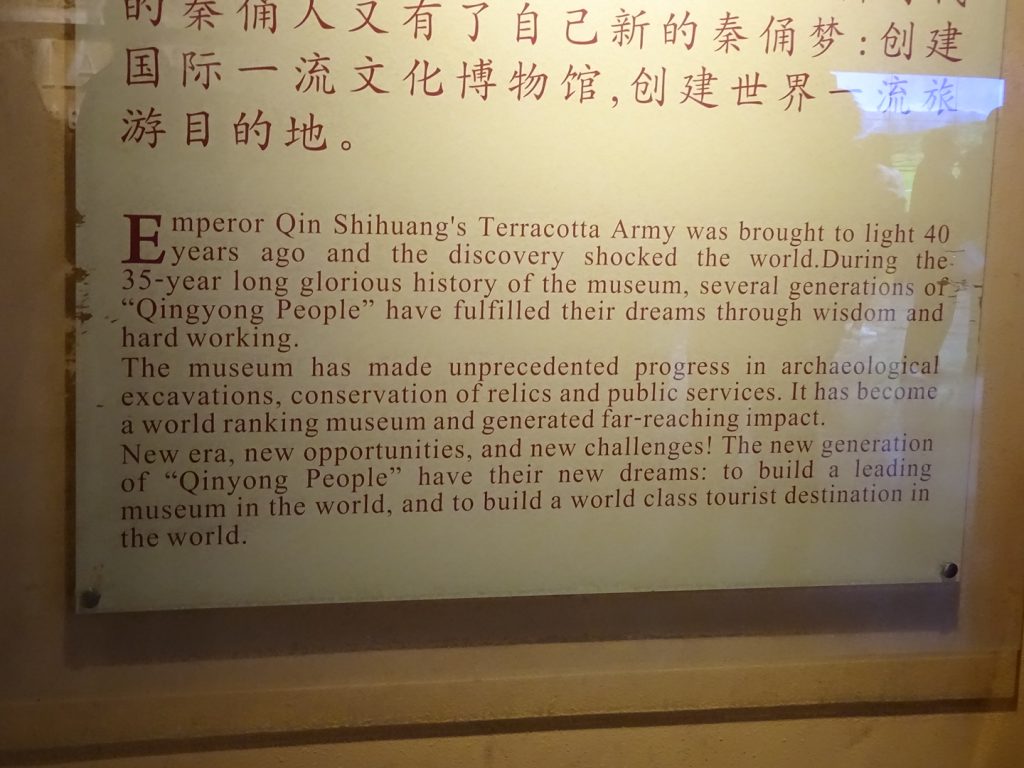 的秦俑人又有了自己新的秦俑梦:创建
国际一流文化博物馆,创建世界一流旅
游目的地。
Emperor Qin Shihuang's Terracotta Army was brought to light 40
years ago and the discovery shocked the world.During the
35-year long glorious history of the museum, several generations of
“Qingyong People” have fulfilled their dreams through wisdom and
hard working.
The museum has made unprecedented progress in archaeological
excavations, conservation of relics and public services. It has become
a world ranking museum and generated far-reaching impact.
New era, new opportunities, and new challenges! The new generation
of “Qinyong People” have their new dreams: to build a leading
museum in the world, and to build a world class tourist destination in
the world.